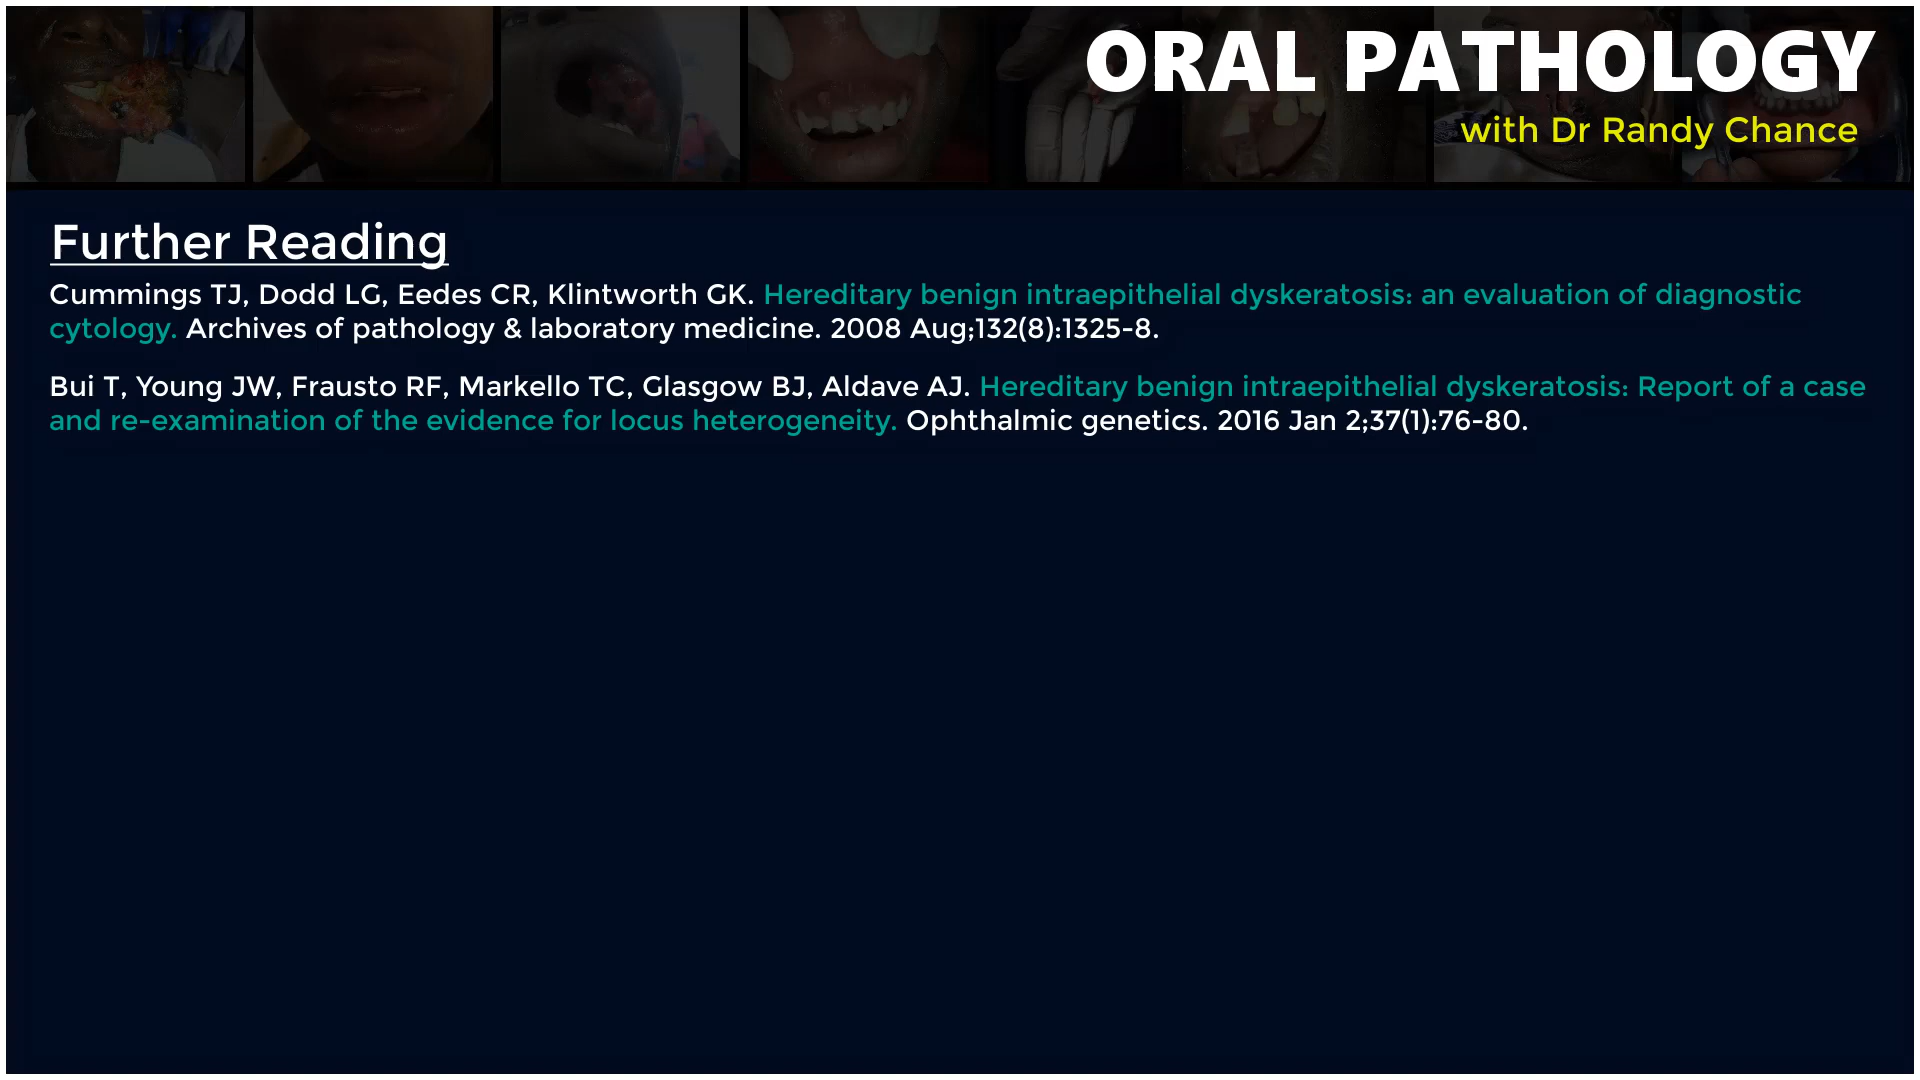 ORAL PATHOLOGY
with Dr Randy Chance
Further Reading
Cummings TJ, Dodd LG, Eedes CR, Klintworth GK. Hereditary benign intraepithelial dyskeratosis: an evaluation of diagnostic
cytology. Archives of pathology & laboratory medicine. 2008 Aug;132(8):1325-8.
Bui T, Young JW, Frausto RF, Markello TC, Glasgow BJ, Aldave AJ. Hereditary benign intraepithelial dyskeratosis: Report of a case
and re-examination of the evidence for locus heterogeneity. Ophthalmic genetics. 2016 Jan 2;37(1):76-80.